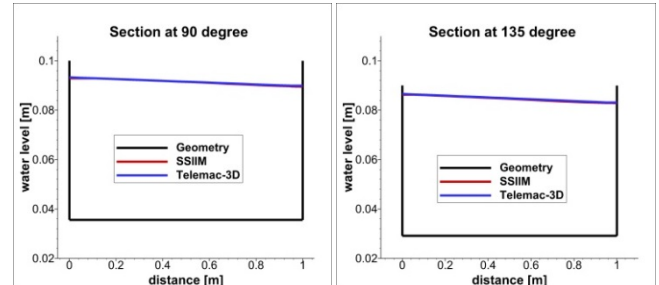 Section at 90 degree
0.1
0.08
0.06
0.04
0.02
water level [m]
Geometry
SSIIM
Telemac-3D
0 0.2 0.4 0.6 0.8 1
distance [m]
Section at 135 degree
0.1
0.08
0.06
0.04
0.02
water level [m]
Geometry
SSIIM
Telemac-3D
0 0.2 0.4 0.6 0.8 1
distance [m]